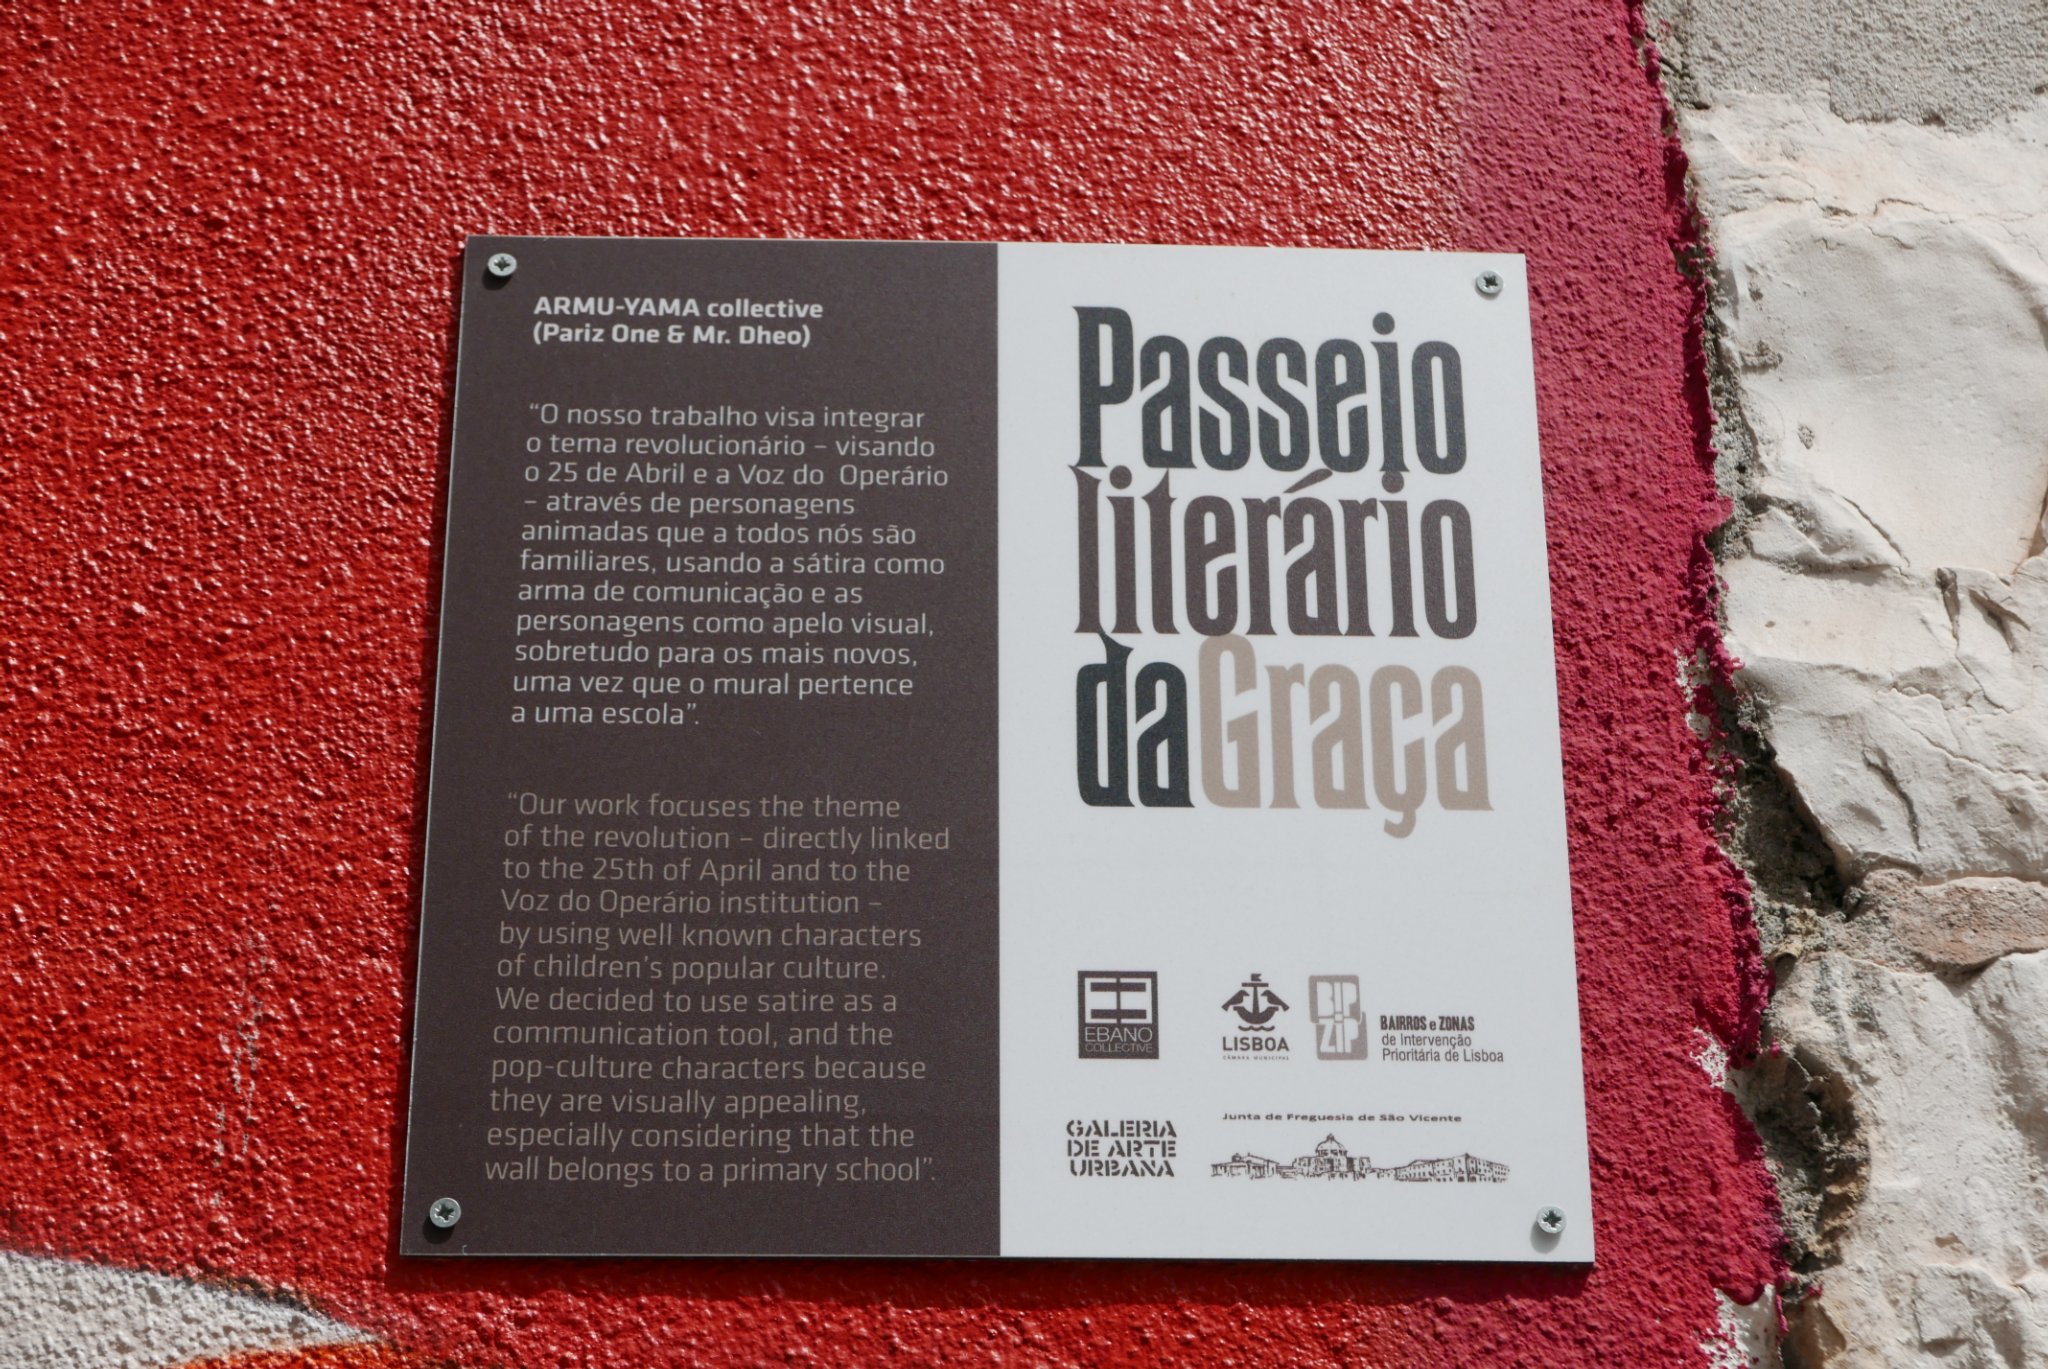 ARMU-YAMA collective
(Pariz One & Mr. Dheo)
“O nosso trabalho visa integrar
o tema revolucionário – visando
o 25 de Abril e a Voz do Operário
– através de personagens
animadas que a todos nós são
familiares, usando a sátira como
arma de comunicação e as
personagens como apelo visual,
sobretudo para os mais novos,
uma vez que o mural pertence
a uma escola”.
“Our work focuses the theme
of the revolution – directly linked
to the 25th of April and to the
Voz do Operário institution –
by using well known characters
of children’s popular culture.
We decided to use satire as a
communication tool, and the
pop-culture characters because
they are visually appealing,
especially considering that the
wall belongs to a primary school”.
Passeio
literário
da Graça
EBANO
COLLECTIVE
LISBOA
CÂMARA MUNICIPAL
BIP
ZIP
BAIRROS e ZONAS
de Intervenção
Prioritária de Lisboa
GALERIA
DE ARTE
URBANA
Junta de Freguesia de São Vicente